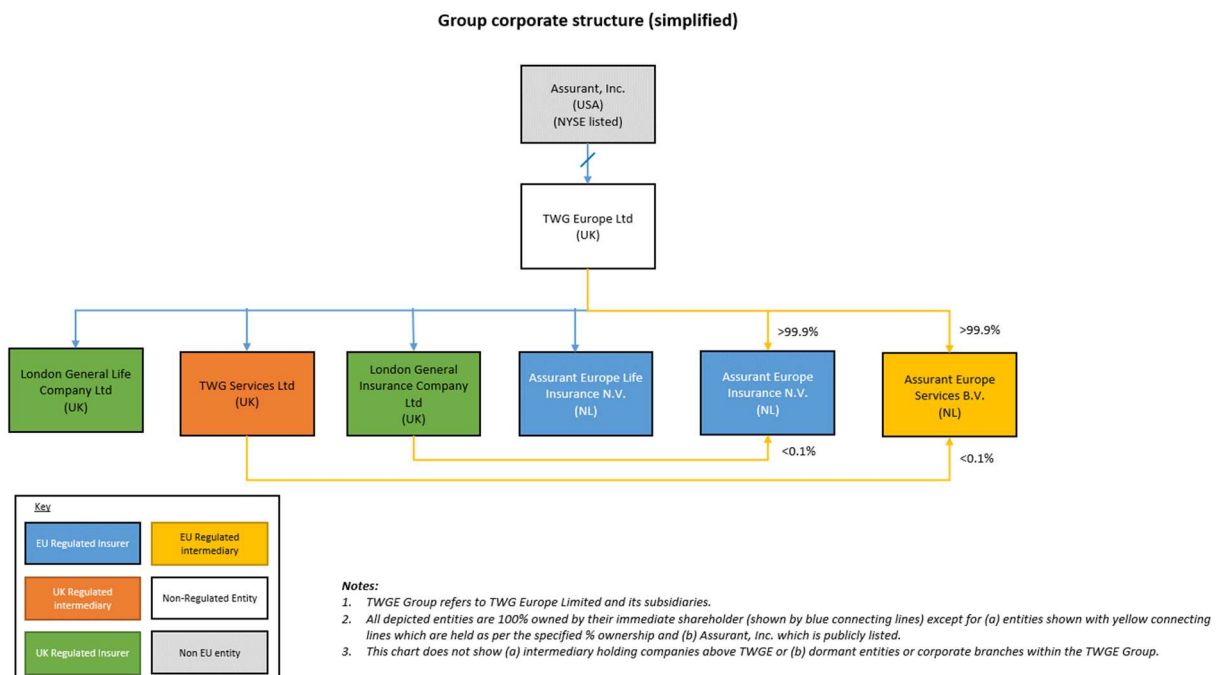 Group corporate structure (simplified)
Assurant, Inc.
(USA)
(NYSE listed)
TWG Europe Ltd
(UK)
>99.9%
>99.9%
London General Life
Company Ltd
(UK)
TWG Services Ltd
(UK)
London General
Insurance Company
Ltd
(UK)
Assurant Europe Life
Insurance N.V.
(NL)
Assurant Europe
Insurance N.V.
(NL)
Assurant Europe
Services B.V.
(NL)
<0.1%
<0.1%
Key
EU Regulated Insurer
EU Regulated
intermediary
UK Regulated
intermediary
Non-Regulated Entity
UK Regulated Insurer
Non EU entity
Notes:
1. TWGE Group refers to TWG Europe Limited and its subsidiaries.
2. All depicted entities are 100% owned by their immediate shareholder (shown by blue connecting lines) except for (a) entities shown with yellow connecting
lines which are held as per the specified % ownership and (b) Assurant, Inc. which is publicly listed.
3. This chart does not show (a) intermediary holding companies above TWGE or (b) dormant entities or corporate branches within the TWGE Group.